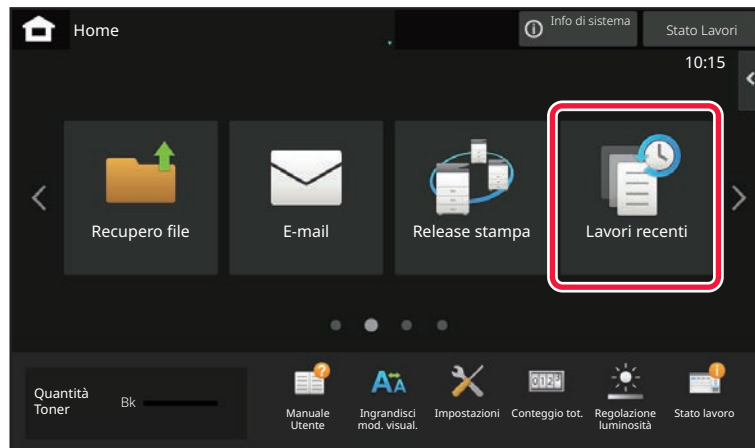 Home
Info di sistema
Stato Lavori
10:15
Recupero file
E-mail
Release stampa
Lavori recenti
Quantità
Toner
Bk
Manuale
Utente
Ingrandisci
mod. visual.
Impostazioni
Conteggio tot.
Regolazione
luminosità
Stato lavoro